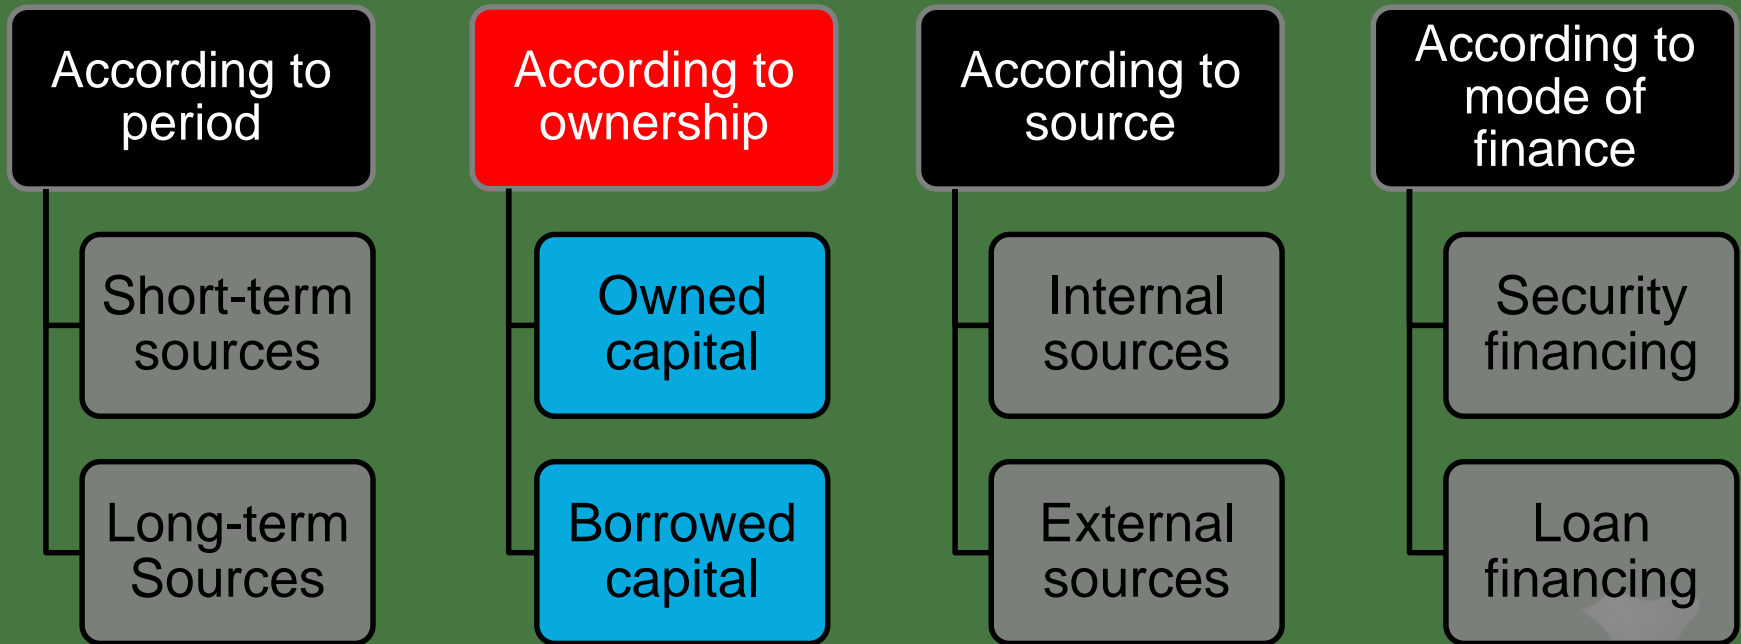 According to
period
Short-term
sources
Long-term
Sources
According to
ownership
Owned
capital
Borrowed
capital
According to
source
Internal
sources
External
sources
According to
mode of
finance
Security
financing
Loan
financing